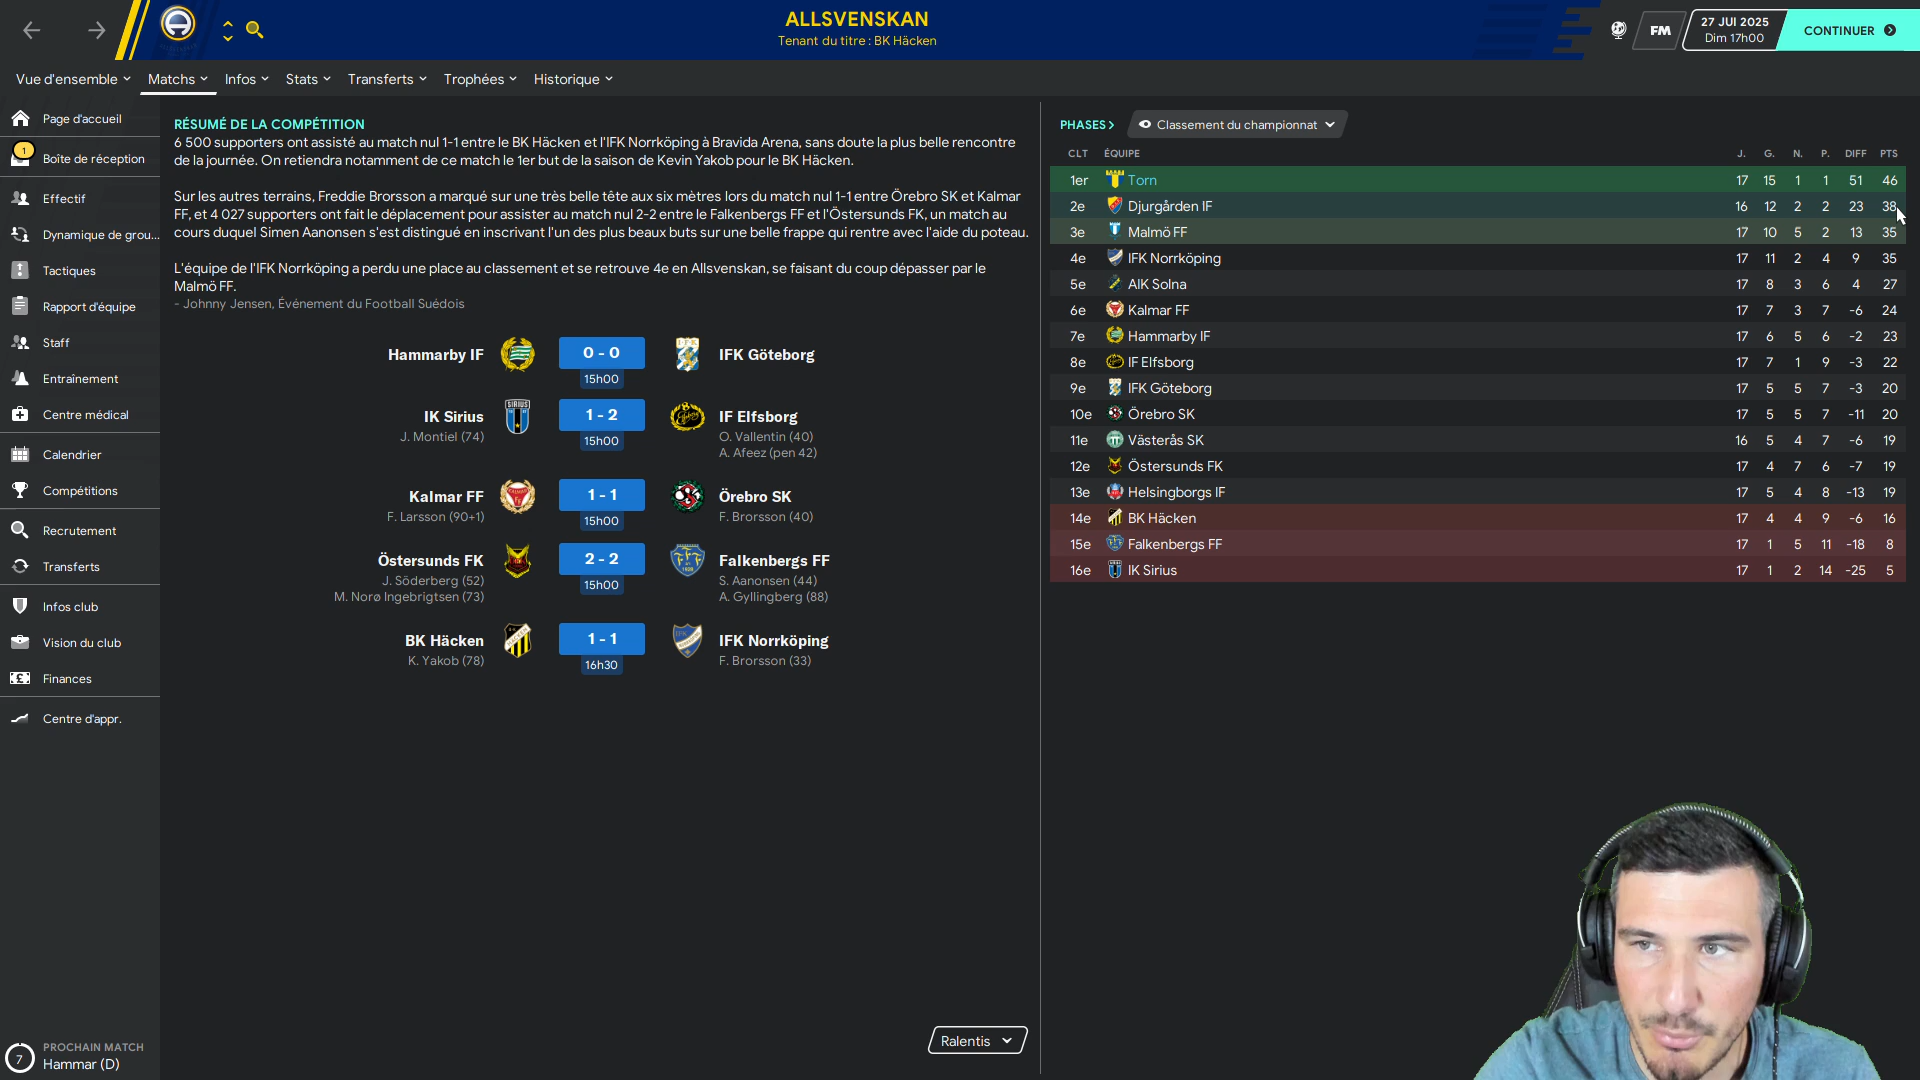 ALLSVENSKAN
Tenant du titre : BK Häcken
FM
27 JUI 2025
Dim 17h00
CONTINUER
Vue d'ensemble
Matchs
Infos
Stats
Transferts
Trophées
Historique
Page d'accueil
1
Boîte de réception
Effectif
Dynamique de grou...
Tactiques
Rapport d'équipe
Staff
Entraînement
Centre médical
Calendrier
Compétitions
Recrutement
Transferts
Infos club
Vision du club
Finances
Centre d'appr.
7
PROCHAIN MATCH
Hammar (D)
RÉSUMÉ DE LA COMPÉTITION
6 500 supporters ont assisté au match nul 1-1 entre le BK Häcken et l'IFK Norrköping à Bravida Arena, sans doute la plus belle rencontre
de la journée. On retiendra notamment de ce match le 1er but de la saison de Kevin Yakob pour le BK Häcken.
Sur les autres terrains, Freddie Brorsson a marqué sur une très belle tête aux six mètres lors du match nul 1-1 entre Örebro SK et Kalmar
FF, et 4 027 supporters ont fait le déplacement pour assister au match nul 2-2 entre le Falkenbergs FF et l'Östersunds FK, un match au
cours duquel Simen Aanonsen s'est distingué en inscrivant l'un des plus beaux buts sur une belle frappe qui rentre avec l'aide du poteau.
L'équipe de l'IFK Norrköping a perdu une place au classement et se retrouve 4e en Allsvenskan, se faisant du coup dépasser par le
Malmö FF.
- Johnny Jensen, Événement du Football Suédois
Hammarby IF 0 - 0 IFK Göteborg
15h00
IK Sirius 1 - 2 IF Elfsborg
J. Montiel (74) 15h00 O. Vallentin (40)
A. Afeez (pen 42)
Kalmar FF 1 - 1 Örebro SK
F. Larsson (90+1) 15h00 F. Brorsson (40)
Östersunds FK 2 - 2 Falkenbergs FF
J. Söderberg (52) 15h00 S. Aanonsen (44)
M. Norø Ingebrigtsen (73) A. Gyllingberg (88)
BK Häcken 1 - 1 IFK Norrköping
K. Yakob (78) 16h30 F. Brorsson (33)
Ralentis
PHASES
Classement du championnat
CLT ÉQUIPE J. G. N. P. DIFF PTS
1er Torn 17 15 1 1 51 46
2e Djurgården IF 16 12 2 2 23 38
3e Malmö FF 17 10 5 2 13 35
4e IFK Norrköping 17 11 2 4 9 35
5e AIK Solna 17 8 3 6 4 27
6e Kalmar FF 17 7 3 7 -6 24
7e Hammarby IF 17 6 5 6 -2 23
8e IF Elfsborg 17 7 1 9 -3 22
9e IFK Göteborg 17 5 5 7 -3 20
10e Örebro SK 17 5 5 7 -11 20
11e Västerås SK 16 5 4 7 -6 19
12e Östersunds FK 17 4 7 6 -7 19
13e Helsingborgs IF 17 5 4 8 -13 19
14e BK Häcken 17 4 4 9 -6 16
15e Falkenbergs FF 17 1 5 11 -18 8
16e IK Sirius 17 1 2 14 -25 5